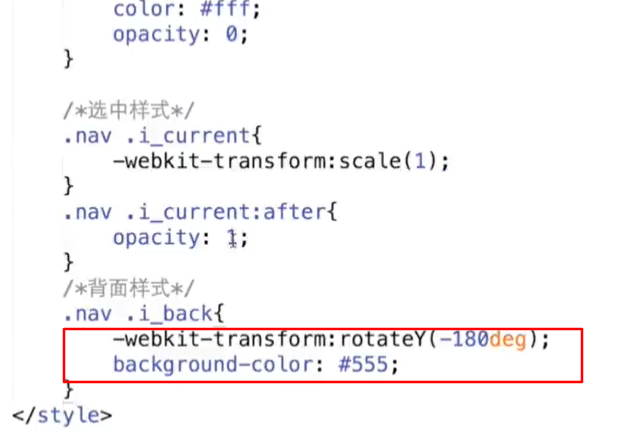 color: #fff;
opacity: 0;
}
/*选中样式*/
.nav .i_current{
-webkit-transform:scale(1);
}
.nav .i_current:after{
opacity: 1;
}
/*背面样式*/
.nav .i_back{
-webkit-transform:rotateY(-180deg);
background-color: #555;
}
</style>